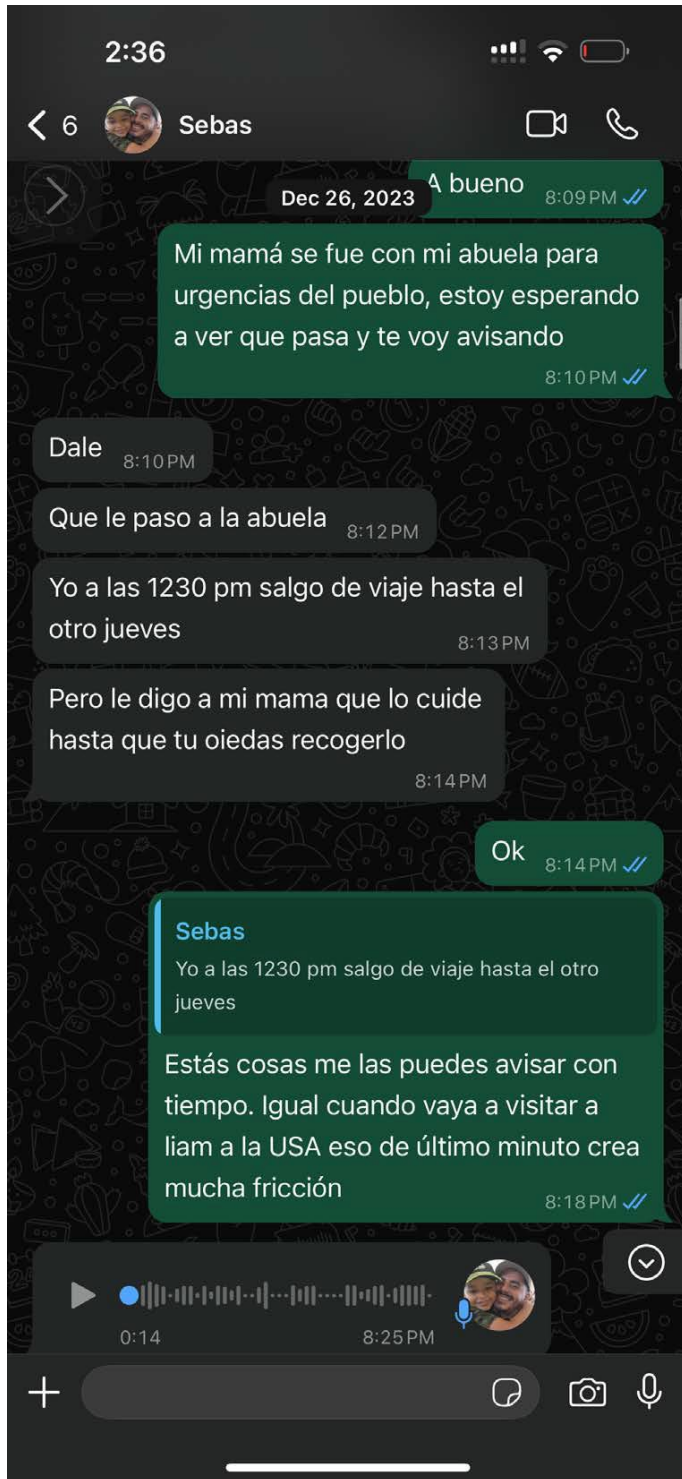 2:36
6
Sebas
Dec 26, 2023
A bueno
8:09 PM
Mi mamá se fue con mi abuela para
urgencias del pueblo, estoy esperando
a ver que pasa y te voy avisando
8:10 PM
Dale
8:10 PM
Que le paso a la abuela
8:12 PM
Yo a las 1230 pm salgo de viaje hasta el
otro jueves
8:13 PM
Pero le digo a mi mama que lo cuide
hasta que tu oiedas recogerlo
8:14 PM
Ok
8:14 PM
Sebas
Yo a las 1230 pm salgo de viaje hasta el otro
jueves
Estás cosas me las puedes avisar con
tiempo. Igual cuando vaya a visitar a
liam a la USA eso de último minuto crea
mucha fricción
8:18 PM
0:14
8:25 PM